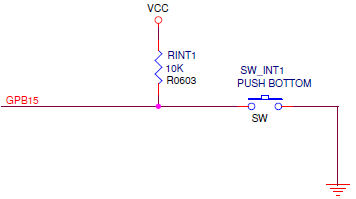 VCC
RINT1
10K
R0603
SW_INT1
PUSH BOTTOM
GPB15
SW